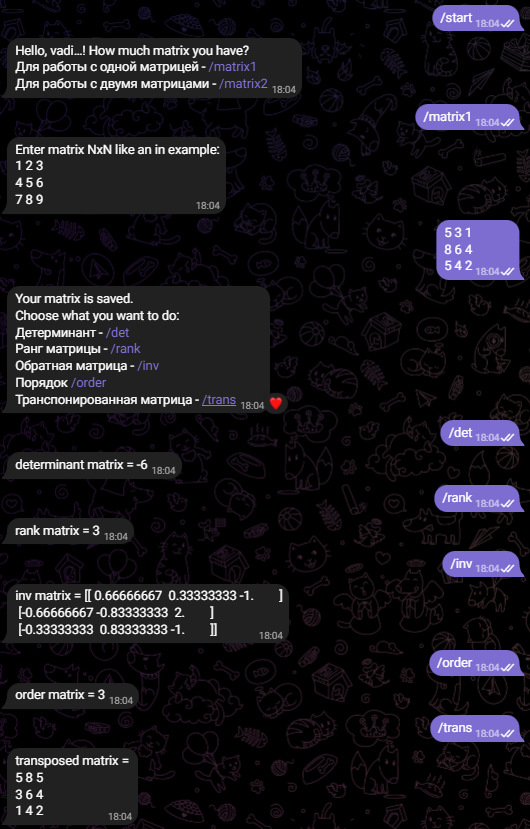 /start 18:04
Hello, vadi...! How much matrix you have?
Для работы с одной матрицей - /matrix1
Для работы с двумя матрицами - /matrix2 18:04
/matrix1 18:04
Enter matrix NxN like an in example:
1 2 3
4 5 6
7 8 9
18:04
5 3 1
8 6 4
5 4 2 18:04
Your matrix is saved.
Choose what you want to do:
Детерминант - /det
Ранг матрицы - /rank
Обратная матрица - /inv
Порядок /order
Транспонированная матрица - /trans 18:04
/det 18:04
determinant matrix = -6 18:04
/rank 18:04
rank matrix = 3 18:04
/inv 18:04
inv matrix = [[ 0.66666667 0.33333333 -1. ]
[-0.66666667 -0.83333333 2. ]
[-0.33333333 0.83333333 -1. ]]
18:04
/order 18:04
order matrix = 3 18:04
/trans 18:04
transposed matrix =
5 8 5
3 6 4
1 4 2
18:04